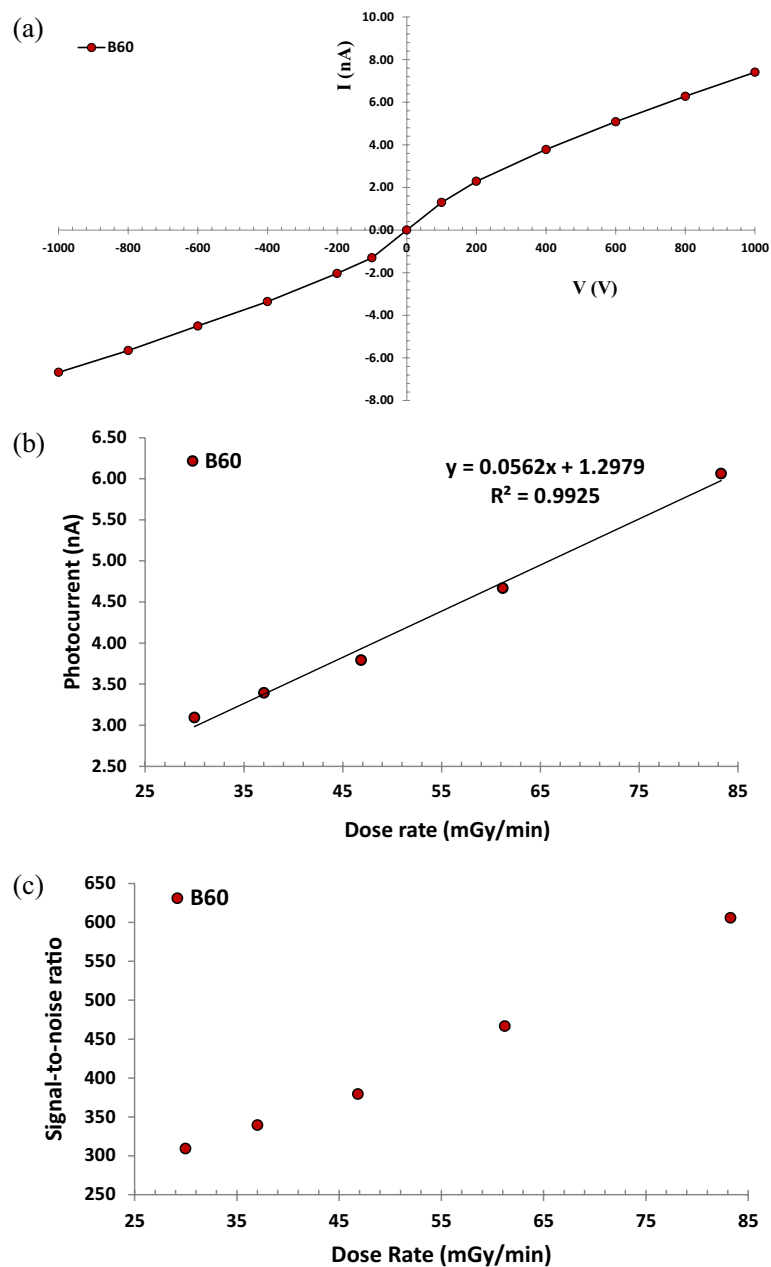 (a)
B60
I (nA)
10.00
8.00
6.00
4.00
2.00
0.00
-2.00
-4.00
-6.00
-8.00
-1000 -800 -600 -400 -200 0 200 400 600 800 1000
V (V)
(b)
B60
y = 0.0562x + 1.2979
R² = 0.9925
Photocurrent (nA)
6.50
6.00
5.50
5.00
4.50
4.00
3.50
3.00
2.50
25 35 45 55 65 75 85
Dose rate (mGy/min)
(c)
B60
Signal-to-noise ratio
650
600
550
500
450
400
350
300
250
25 35 45 55 65 75 85
Dose Rate (mGy/min)